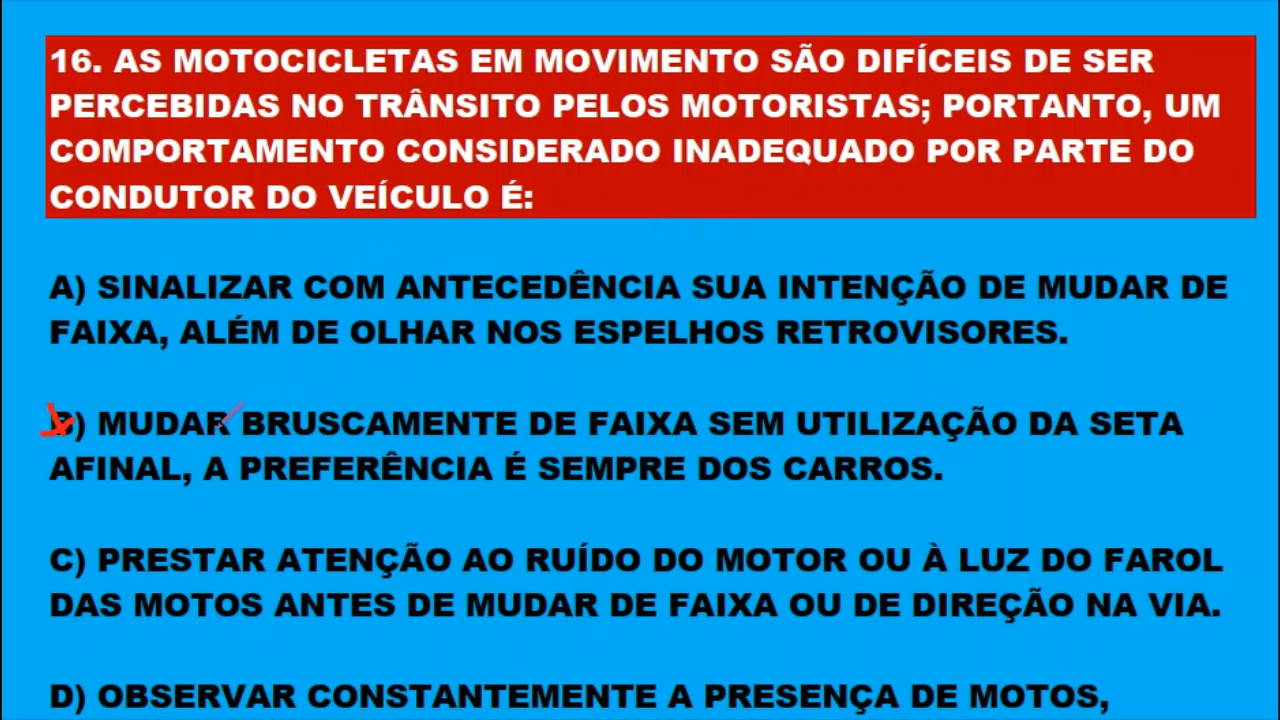 16. AS MOTOCICLETAS EM MOVIMENTO SÃO DIFÍCEIS DE SER
PERCEBIDAS NO TRÂNSITO PELOS MOTORISTAS; PORTANTO, UM
COMPORTAMENTO CONSIDERADO INADEQUADO POR PARTE DO
CONDUTOR DO VEÍCULO É:
A) SINALIZAR COM ANTECEDÊNCIA SUA INTENÇÃO DE MUDAR DE
FAIXA, ALÉM DE OLHAR NOS ESPELHOS RETROVISORES.
B) MUDAR BRUSCAMENTE DE FAIXA SEM UTILIZAÇÃO DA SETA
AFINAL, A PREFERÊNCIA É SEMPRE DOS CARROS.
C) PRESTAR ATENÇÃO AO RUÍDO DO MOTOR OU À LUZ DO FAROL
DAS MOTOS ANTES DE MUDAR DE FAIXA OU DE DIREÇÃO NA VIA.
D) OBSERVAR CONSTANTEMENTE A PRESENÇA DE MOTOS,